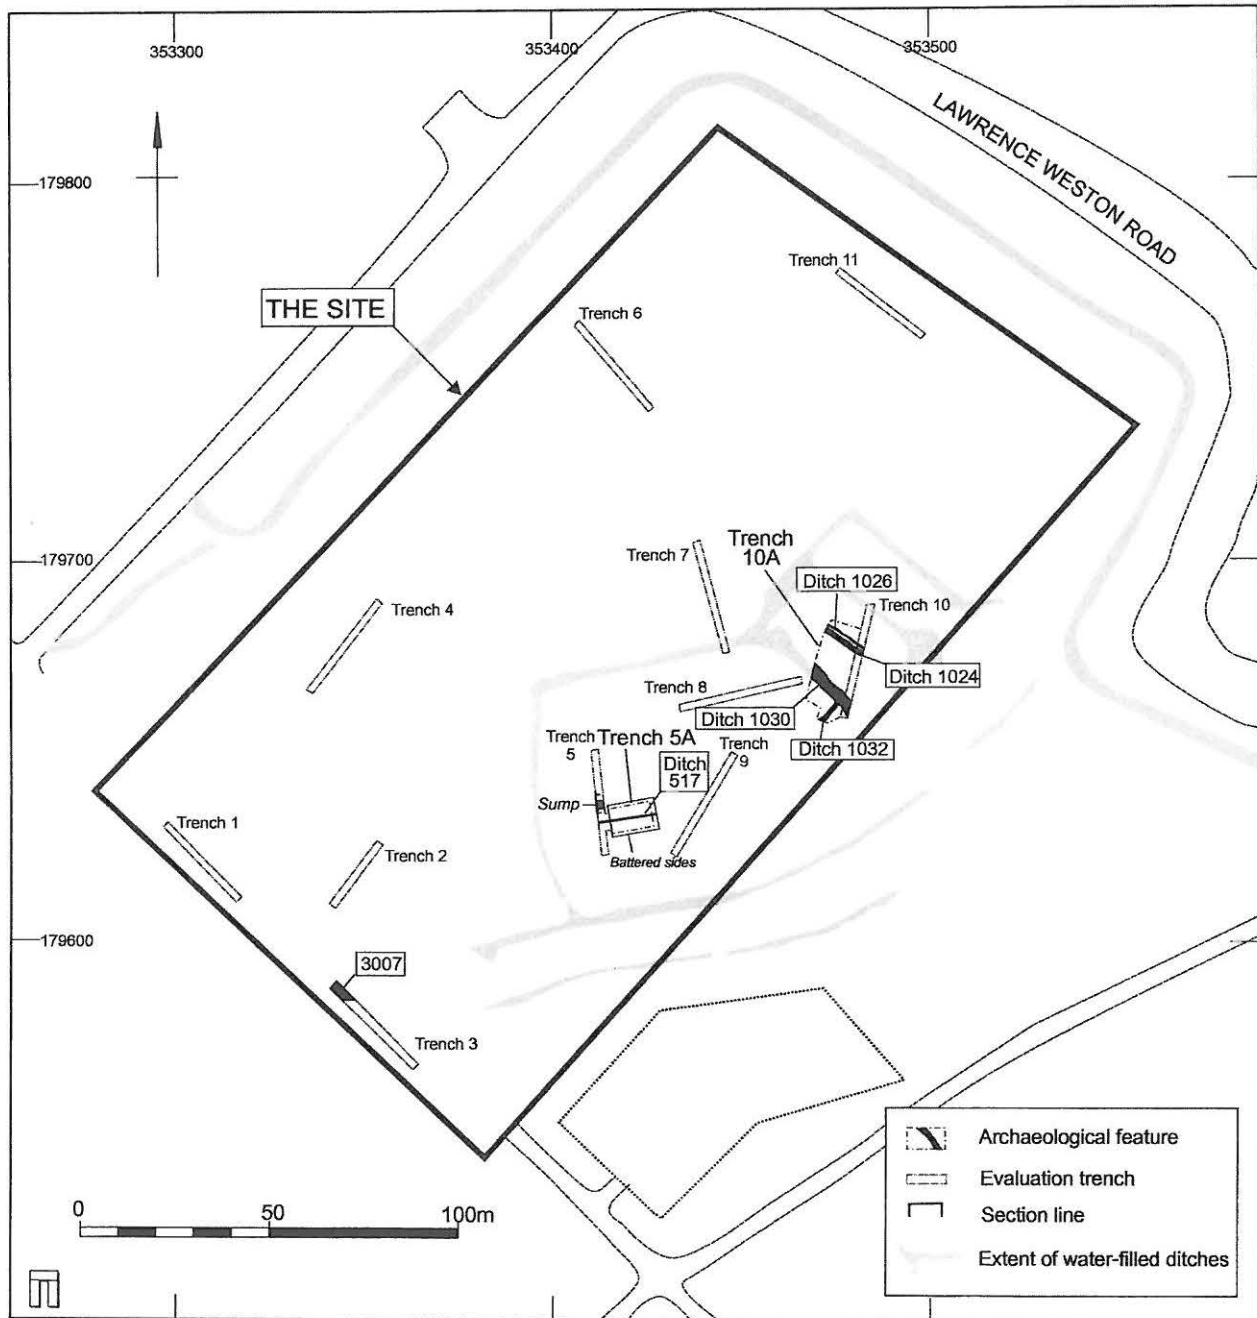 353300
353400
353500
LAWRENCE WESTON ROAD
179800
THE SITE
Trench 11
Trench 6
179700
Trench 7
Trench
10A
Ditch 1026
Trench 10
Trench 4
Ditch 1024
Trench 8
Ditch 1030
Ditch 1032
Trench
5
Trench 5A
Trench
9
Ditch
517
Sump
Battered sides
Trench 1
Trench 2
179600
3007
Trench 3
0
50
100m
Archaeological feature
Evaluation trench
Section line
Extent of water-filled ditches